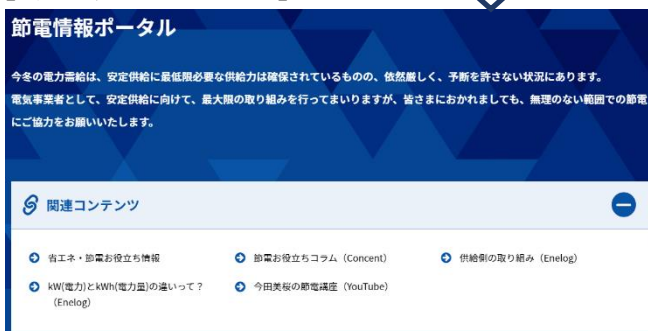 節電情報ポータル
今冬の電力需給は、安定供給に最低限必要な供給力は確保されているものの、依然厳しく、予断を許さない状況にあります。
電気事業者として、安定供給に向けて、最大限の取り組みを行ってまいりますが、皆さまにおかれましても、無理のない範囲での節電
にご協力をお願いいたします。
関連コンテンツ
省エネ・節電お役立ち情報
節電お役立ちコラム（Concent）
供給側の取り組み（Enelog）
kW(電力)とkWh(電力量)の違いって？
（Enelog）
今田美桜の節電講座（YouTube）